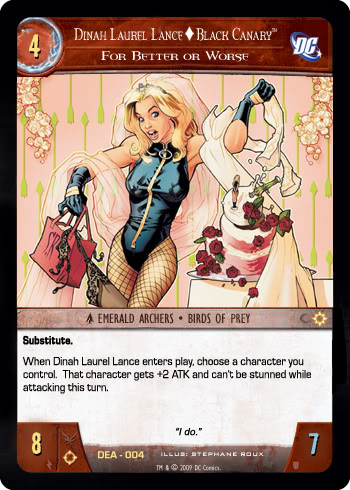 4
DINAH LAUREL LANCE♦BLACK CANARY™
DC
FOR BETTER OR WORSE
EMERALD ARCHERS • BIRDS OF PREY
C
Substitute.
When Dinah Laurel Lance enters play, choose a character you
control. That character gets +2 ATK and can't be stunned while
attacking this turn.
"I do."
8
DEA - 004
ILLUS: STEPHANE ROUX
7
TM & © 2009 DC Comics.